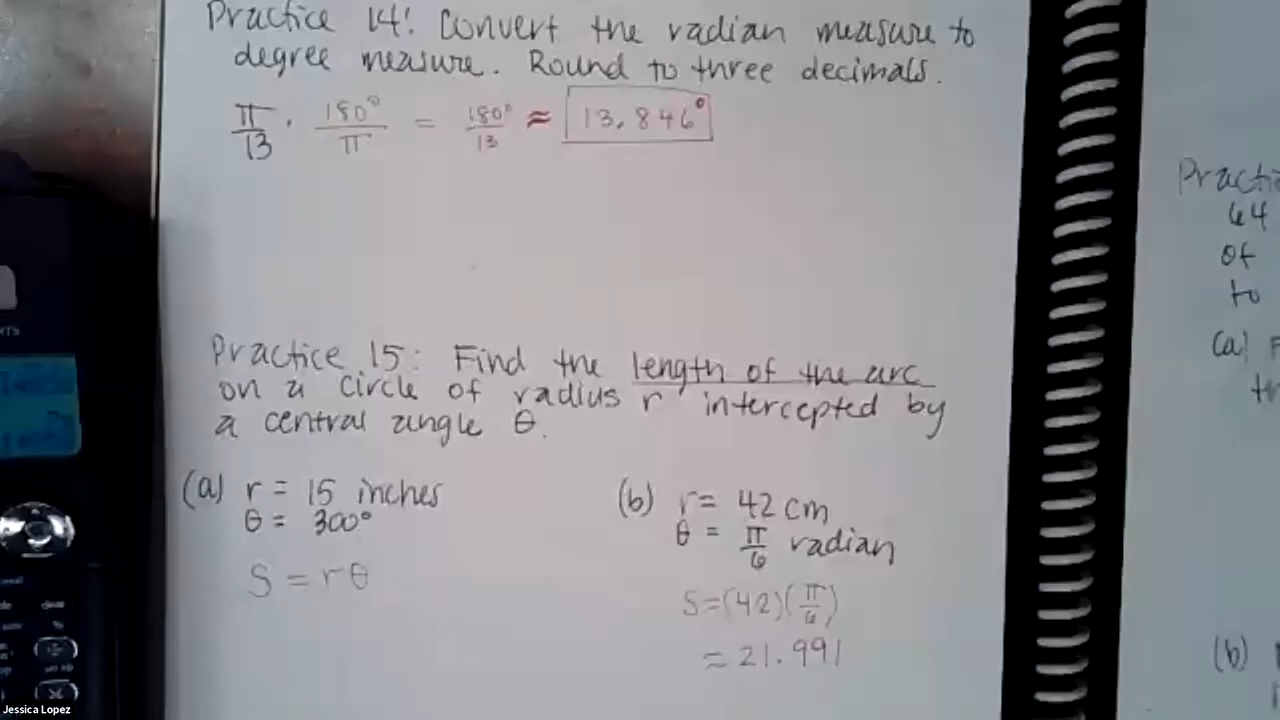 Practice 14: Convert the radian measure to
degree measure. Round to three decimals.
π/13 · 180°/π = 180°/13 ≈ 13.846°
Practice 15: Find the length of the arc
on a circle of radius r intercepted by
a central angle θ.
(a) r = 15 inches
θ = 300°
S = rθ
(b) r = 42 cm
θ = π/6 radian
S=(42)(π/6)
= 21.991
64
of
to
(a)
(b)
Jessica Lopez